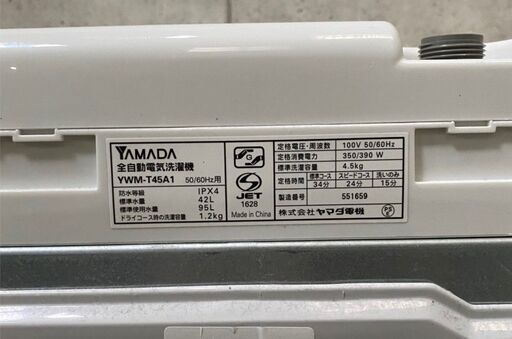 YAMADA
全自動電気洗濯機
YWM-T45A1 50/60Hz用
防水等級 IPX4
標準水量 42L
標準使用水量 95L
ドライコース時の洗濯容量 1.2kg
G
S
JET
1628
Made in China
定格電圧・周波数 100V 50/60Hz
定格消費電力 350/390 W
標準洗濯容量 4.5kg
定格時間 標準コース スピードコース 洗いのみ
34分 24分 15分
製造番号 551659
株式会社 ヤマダ電機
PS
E